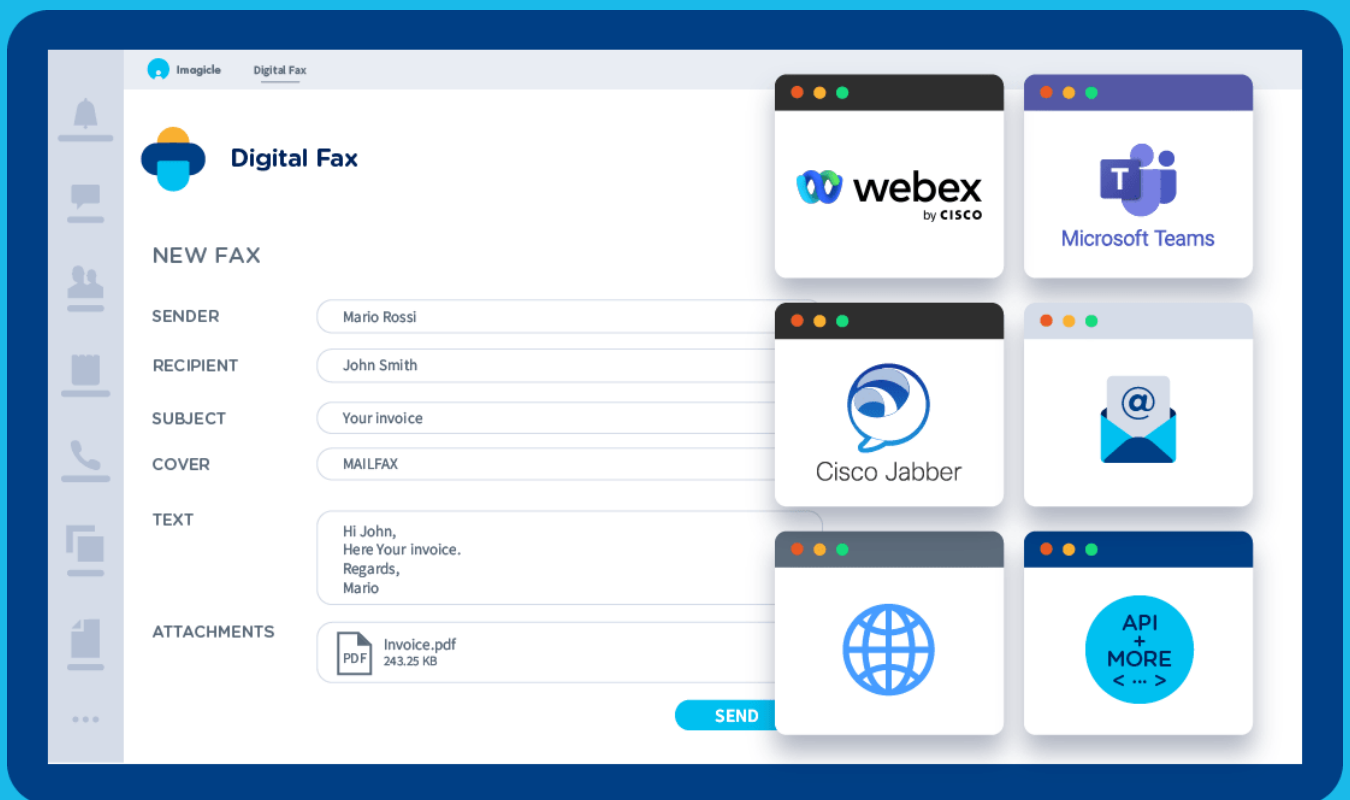 Imagicle
Digital Fax
Digital Fax
NEW FAX
SENDER
Mario Rossi
RECIPIENT
John Smith
SUBJECT
Your invoice
COVER
MAILFAX
TEXT
Hi John,
Here Your invoice.
Regards,
Mario
ATTACHMENTS
PDF
Invoice.pdf
243.25 KB
SEND
webex
by CISCO
T
Microsoft Teams
Cisco Jabber
@
API
+
MORE
< ... >